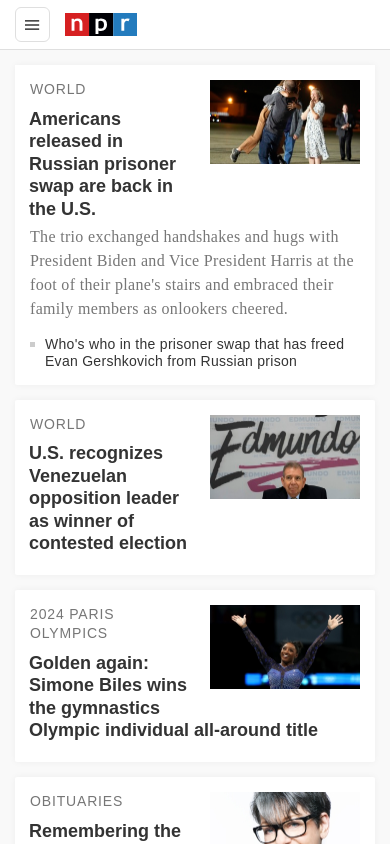 npr
WORLD
Americans
released in
Russian prisoner
swap are back in
the U.S.
The trio exchanged handshakes and hugs with
President Biden and Vice President Harris at the
foot of their plane's stairs and embraced their
family members as onlookers cheered.
Who's who in the prisoner swap that has freed
Evan Gershkovich from Russian prison
WORLD
U.S. recognizes
Venezuelan
opposition leader
as winner of
contested election
Edmundo
2024 PARIS
OLYMPICS
Golden again:
Simone Biles wins
the gymnastics
Olympic individual all-around title
OBITUARIES
Remembering the